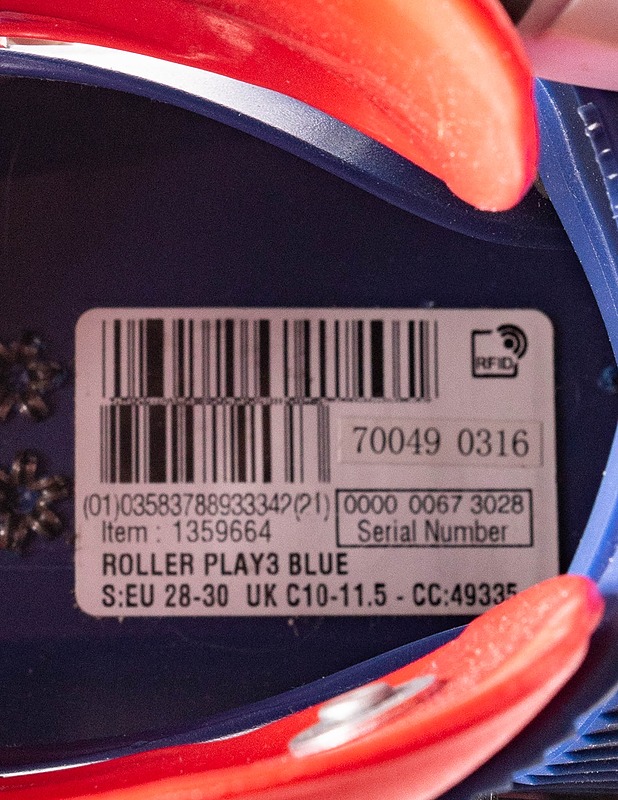 RFID
70049 0316
(01)03583788933342(21)
0000 0067 3028
Serial Number
Item : 1359664
ROLLER PLAY3 BLUE
S:EU 28-30 UK C10-11.5 - CC:49335